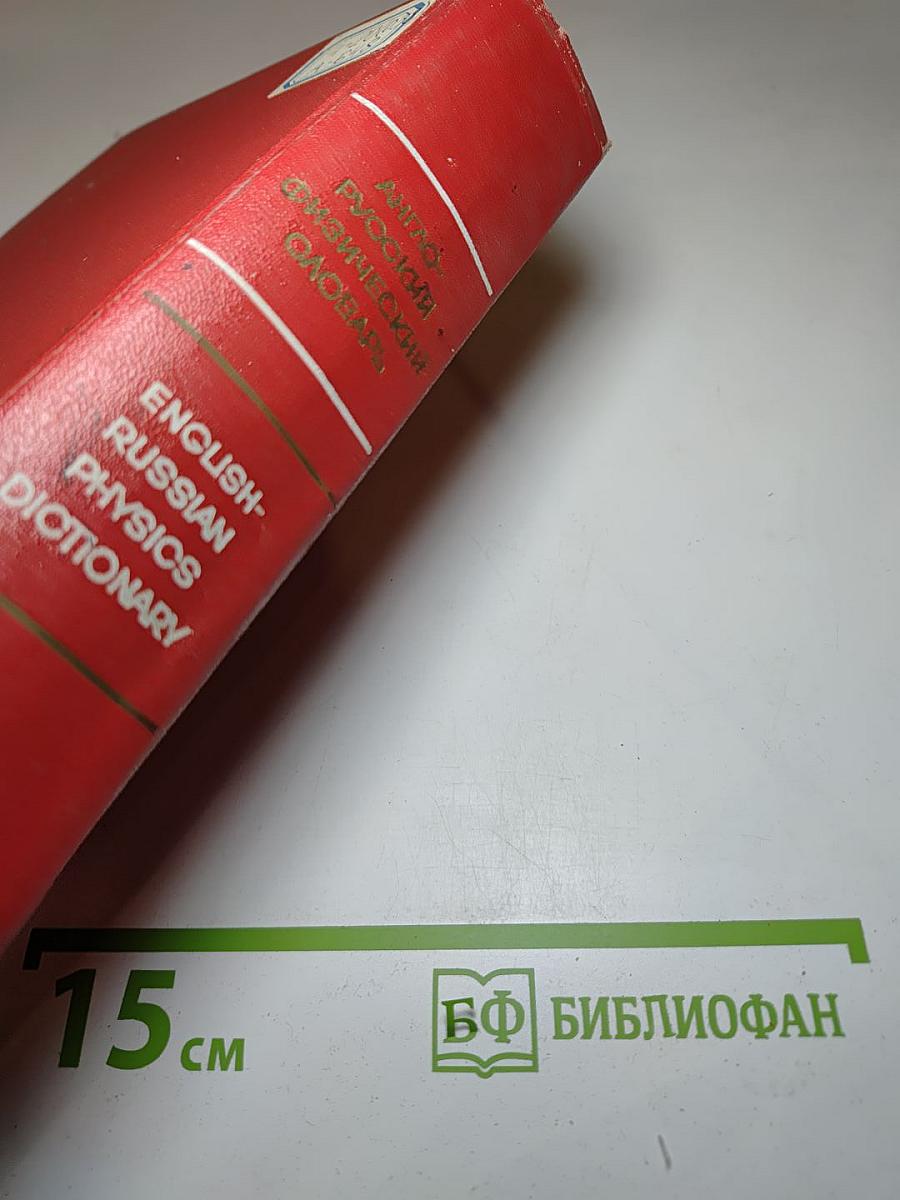 АНГЛО-
РУССКИЙ
ФИЗИЧЕСКИЙ
СЛОВАРЬ
ENGLISH-
RUSSIAN
PHYSICS
DICTIONARY
15 см
БФ БИБЛИОФАН